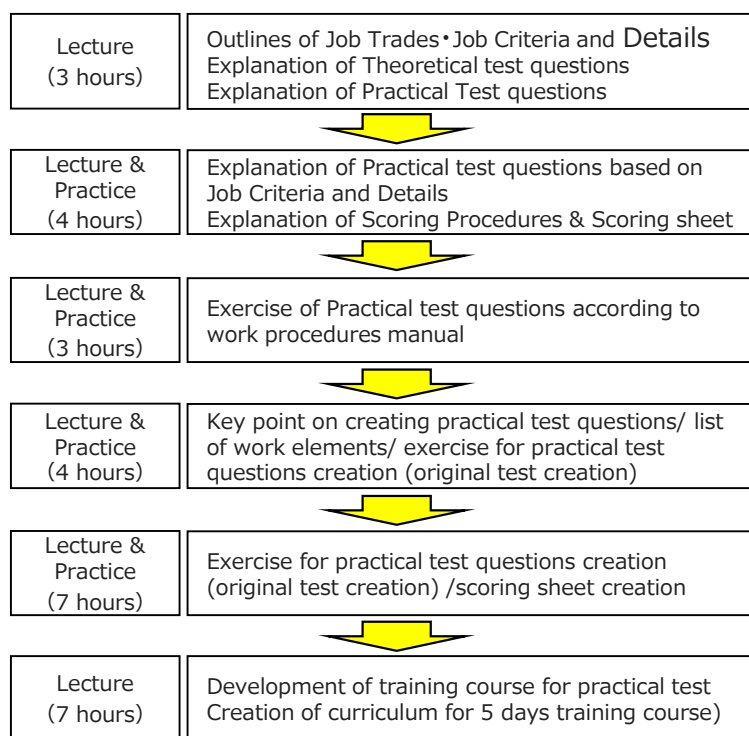 Lecture
(3 hours)
Outlines of Job Trades・Job Criteria and Details
Explanation of Theoretical test questions
Explanation of Practical Test questions
Lecture &
Practice
(4 hours)
Explanation of Practical test questions based on
Job Criteria and Details
Explanation of Scoring Procedures & Scoring sheet
Lecture &
Practice
(3 hours)
Exercise of Practical test questions according to
work procedures manual
Lecture &
Practice
(4 hours)
Key point on creating practical test questions/ list
of work elements/ exercise for practical test
questions creation (original test creation)
Lecture &
Practice
(7 hours)
Exercise for practical test questions creation
(original test creation) /scoring sheet creation
Lecture
(7 hours)
Development of training course for practical test
Creation of curriculum for 5 days training course)